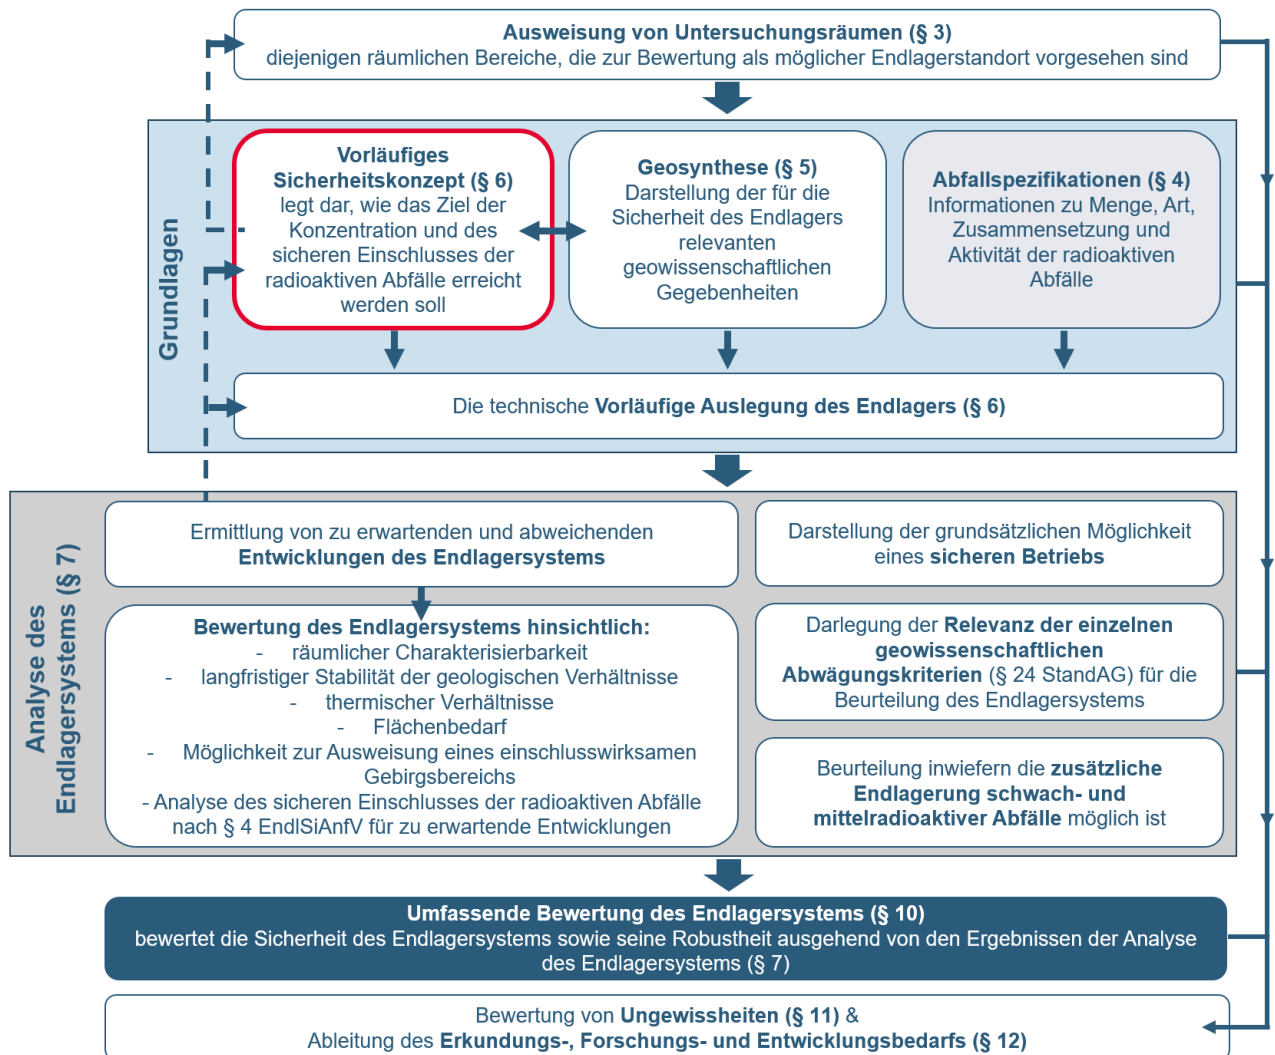 Ausweisung von Untersuchungsräumen (§ 3)
diejenigen räumlichen Bereiche, die zur Bewertung als möglicher Endlagerstandort vorgesehen sind
Grundlagen
Vorläufiges
Sicherheitskonzept (§ 6)
legt dar, wie das Ziel der
Konzentration und des
sicheren Einschlusses der
radioaktiven Abfälle erreicht
werden soll
Geosynthese (§ 5)
Darstellung der für die
Sicherheit des Endlagers
relevanten
geowissenschaftlichen
Gegebenheiten
Abfallspezifikationen (§ 4)
Informationen zu Menge, Art,
Zusammensetzung und
Aktivität der radioaktiven
Abfälle
Die technische Vorläufige Auslegung des Endlagers (§ 6)
Analyse des
Endlagersystems (§ 7)
Ermittlung von zu erwartenden und abweichenden
Entwicklungen des Endlagersystems
Bewertung des Endlagersystems hinsichtlich:
- räumlicher Charakterisierbarkeit
- langfristiger Stabilität der geologischen Verhältnisse
- thermischer Verhältnisse
- Flächenbedarf
- Möglichkeit zur Ausweisung eines einschlusswirksamen
Gebirgsbereichs
- Analyse des sicheren Einschlusses der radioaktiven Abfälle
nach § 4 EndlSiAnfV für zu erwartende Entwicklungen
Darstellung der grundsätzlichen Möglichkeit
eines sicheren Betriebs
Darlegung der Relevanz der einzelnen
geowissenschaftlichen
Abwägungskriterien (§ 24 StandAG) für die
Beurteilung des Endlagersystems
Beurteilung inwiefern die zusätzliche
Endlagerung schwach- und
mittelradioaktiver Abfälle möglich ist
Umfassende Bewertung des Endlagersystems (§ 10)
bewertet die Sicherheit des Endlagersystems sowie seine Robustheit ausgehend von den Ergebnissen der Analyse
des Endlagersystems (§ 7)
Bewertung von Ungewissheiten (§ 11) &
Ableitung des Erkundungs-, Forschungs- und Entwicklungsbedarfs (§ 12)